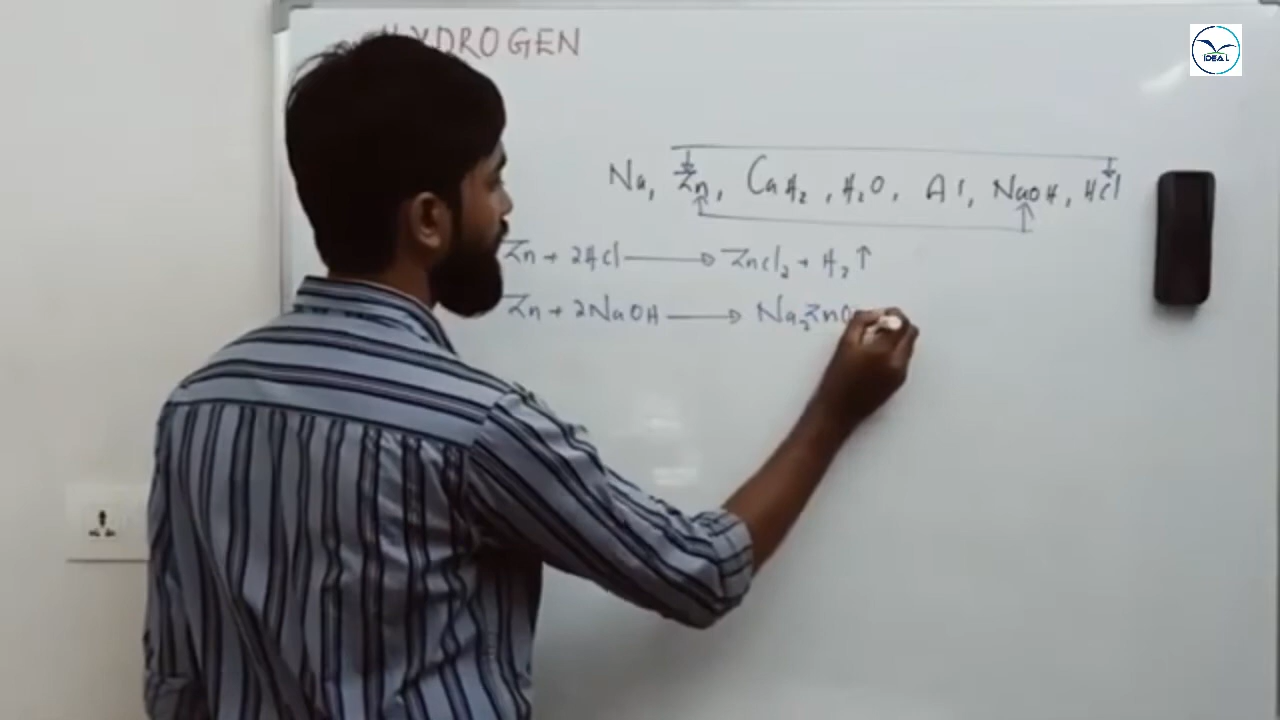 HYDROGEN
IDEAL
Na, Zn, CaH₂, H₂O, Al, NaOH, HCl
Zn + 2HCl → ZnCl₂ + H₂↑
Zn + 2NaOH → Na₂ZnO